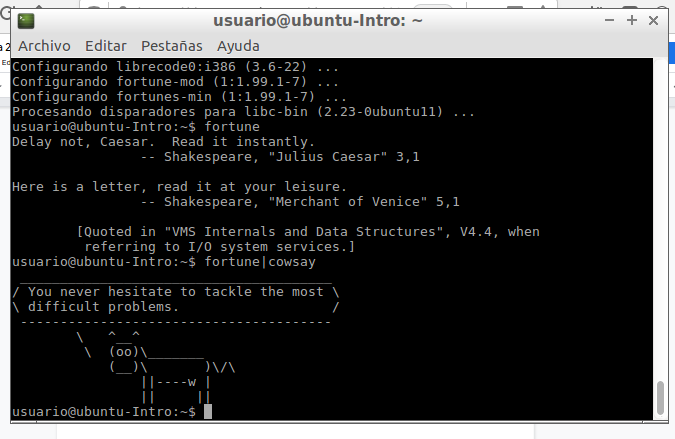 usuario@ubuntu-Intro: ~
Archivo Editar Pestañas Ayuda
Configurando librecode0:i386 (3.6-22) ...
Configurando fortune-mod (1:1.99.1-7) ...
Configurando fortunes-min (1:1.99.1-7) ...
Procesando disparadores para libc-bin (2.23-0ubuntu11) ...
usuario@ubuntu-Intro:~$ fortune
Delay not, Caesar.  Read it instantly.
                -- Shakespeare, "Julius Caesar" 3,1

Here is a letter, read it at your leisure.
                -- Shakespeare, "Merchant of Venice" 5,1

        [Quoted in "VMS Internals and Data Structures", V4.4, when
         referring to I/O system services.]
usuario@ubuntu-Intro:~$ fortune|cowsay
 _______________________________________
/ You never hesitate to tackle the most \
\ difficult problems.                   /
 ---------------------------------------
        \   ^__^
         \  (oo)\_______
            (__)\       )\/\
                ||----w |
                ||     ||
usuario@ubuntu-Intro:~$